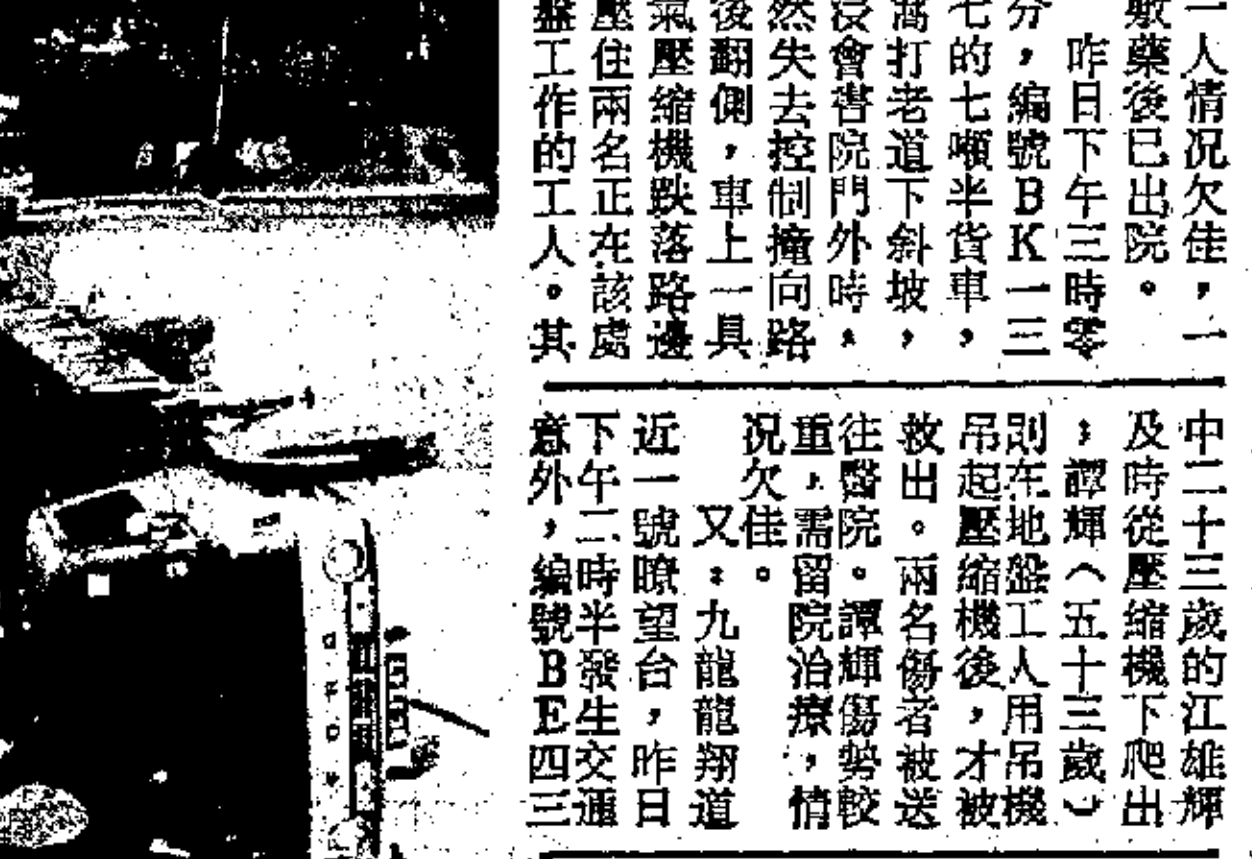 一人情况欠佳，一
敷藥後已出院。
昨日下午三時零
分，編號BK一三
七的七噸半貨車，
窩打老道下斜坡，
浸會書院門外時，
然失去控制撞向路
後翻側，車上一具
氣壓縮機跌落路邊
壓住兩名正在該處
盤工作的工人。其
中二十三歲的江雄輝
及時從壓縮機下爬出
；譚輝（五十三歲）
則在地盤工人用吊機
吊起壓縮機後，才被
救出。兩名傷者被送
往醫院。譚輝傷勢較
重，需留院治療，情
况欠佳。
又：九龍龍翔道
近一號瞭望台，昨日
下午二時半發生交通
意外，編號BE四三